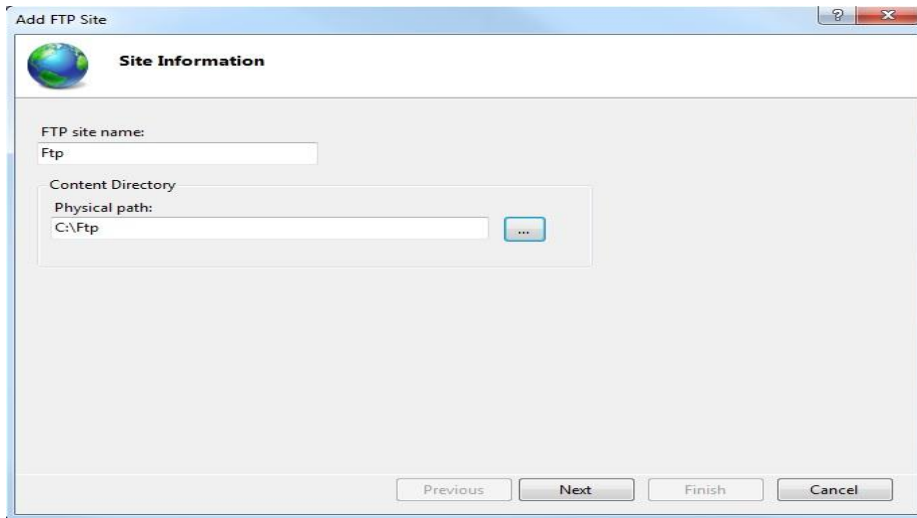 Add FTP Site
Site Information
FTP site name:
Ftp
Content Directory
Physical path:
C:\Ftp
...
Previous Next Finish Cancel